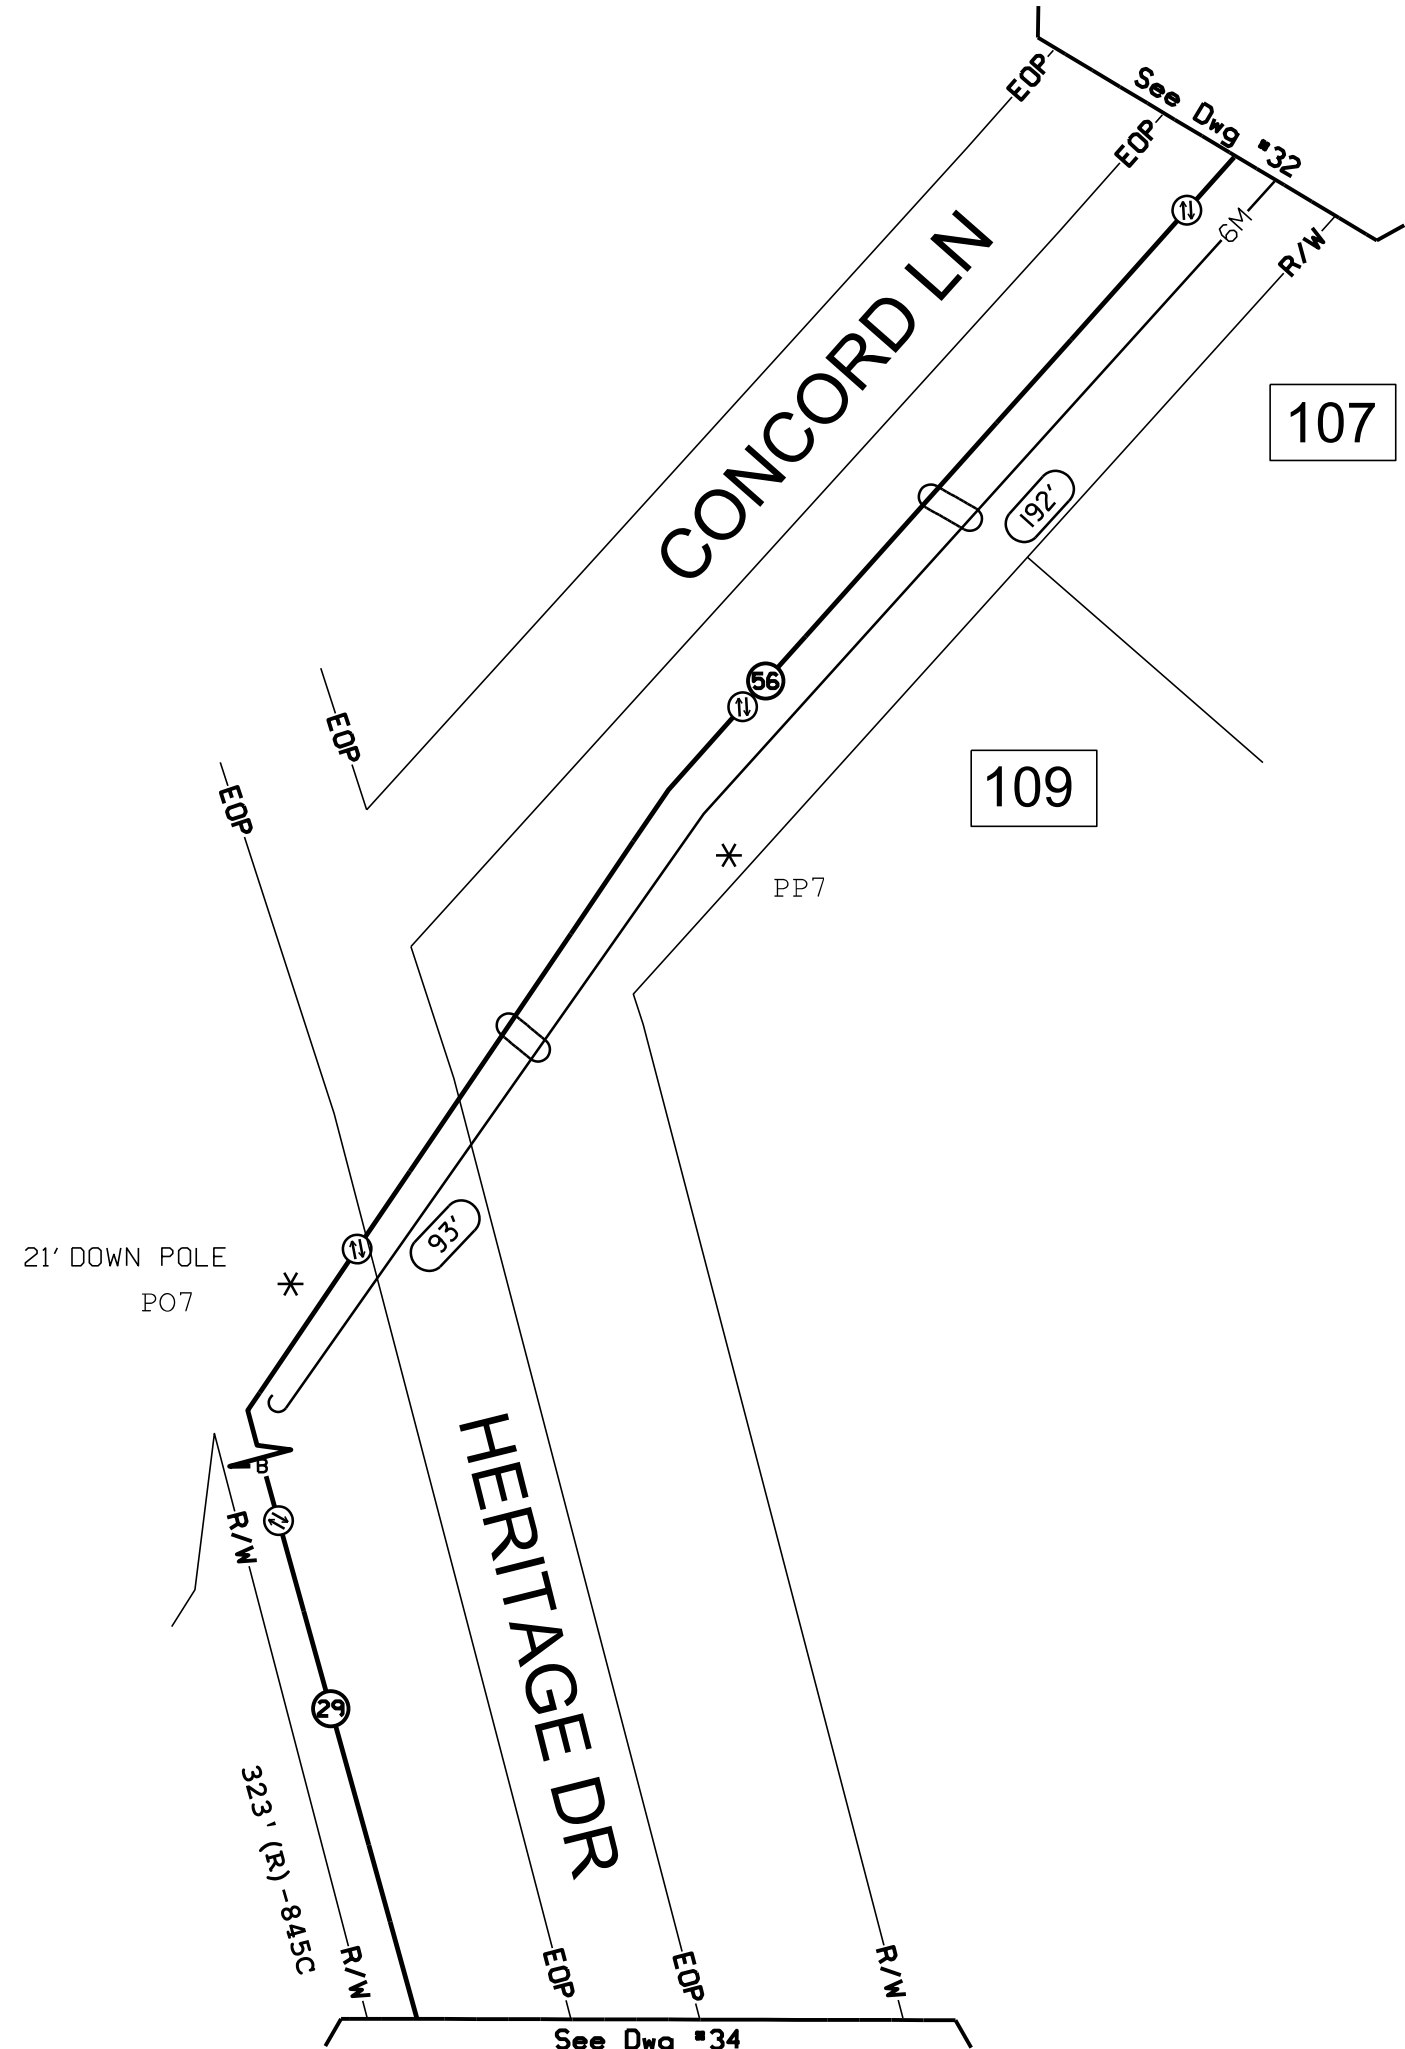 See Dwg #32
EOP
EOP
6M
R/W
CONCORD LN
107
192'
56
EOP
109
EOP
PP7
93'
21' DOWN POLE
PO7
B
R/W
HERITAGE DR
29
323' (R)-845C
R/W
EOP
EOP
R/W
See Dwg #34